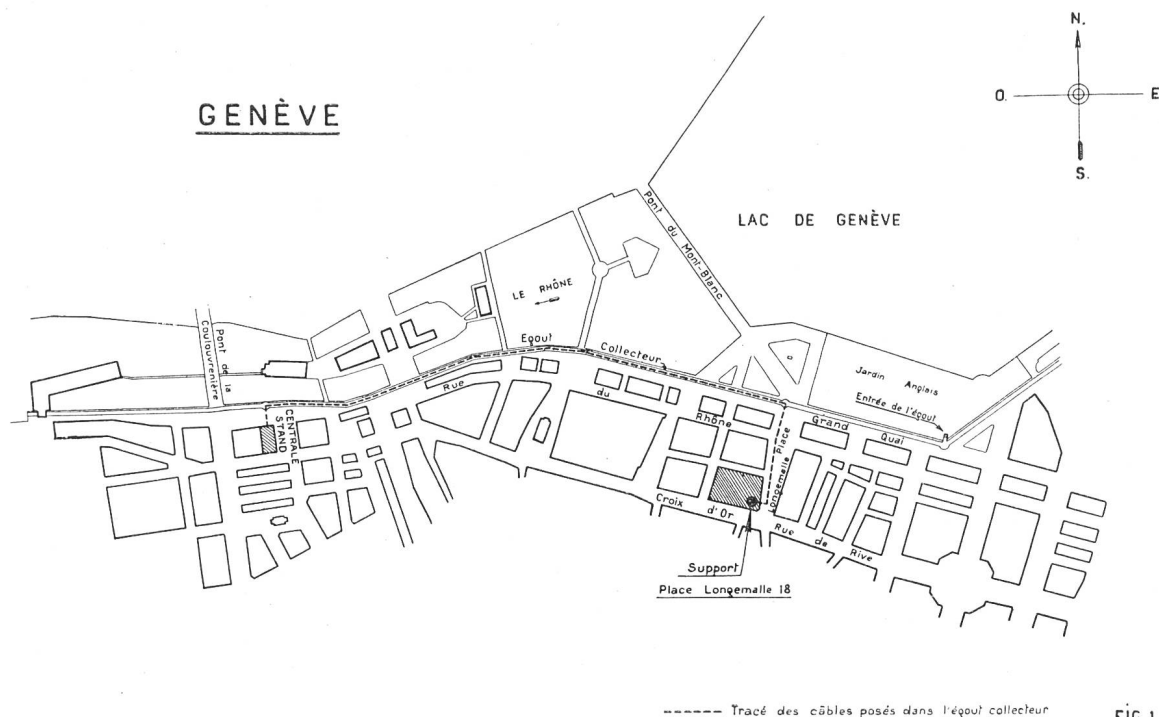 N.
GENÈVE
O.
E
S.
LAC DE GENÈVE
Pont du Mont-Blanc
LE RHÔNE
Pont de la
Coulouvrenière
Egout Collecteur
Jardin Anglais
Entrée de l'égout
Rue du Rhône
Grand Quai
CENTRALE
STAND
Longemalle Place
Croix d'Or
Rue de Rive
Support
Place Longemalle 18
------ Tracé des câbles posés dans l'égout collecteur
FIG. 1